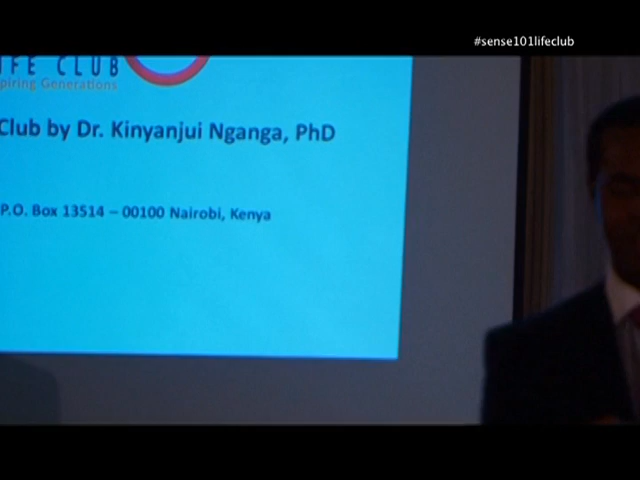 #sense101lifeclub
IFE CLUB
piring Generations
Club by Dr. Kinyanjui Nganga, PhD
P.O. Box 13514 – 00100 Nairobi, Kenya